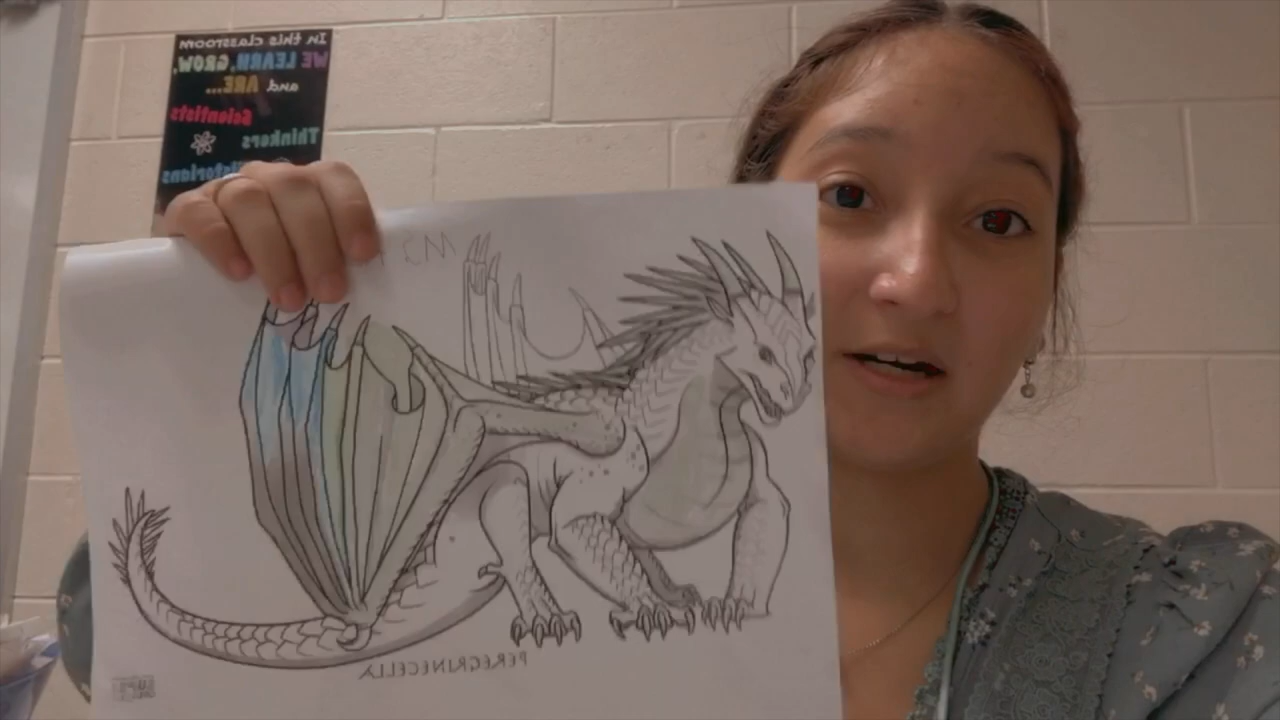 In this classroom
WE LEARN, GROW,
and ARE...
Scientists
Thinkers
PEREGRINECELLA